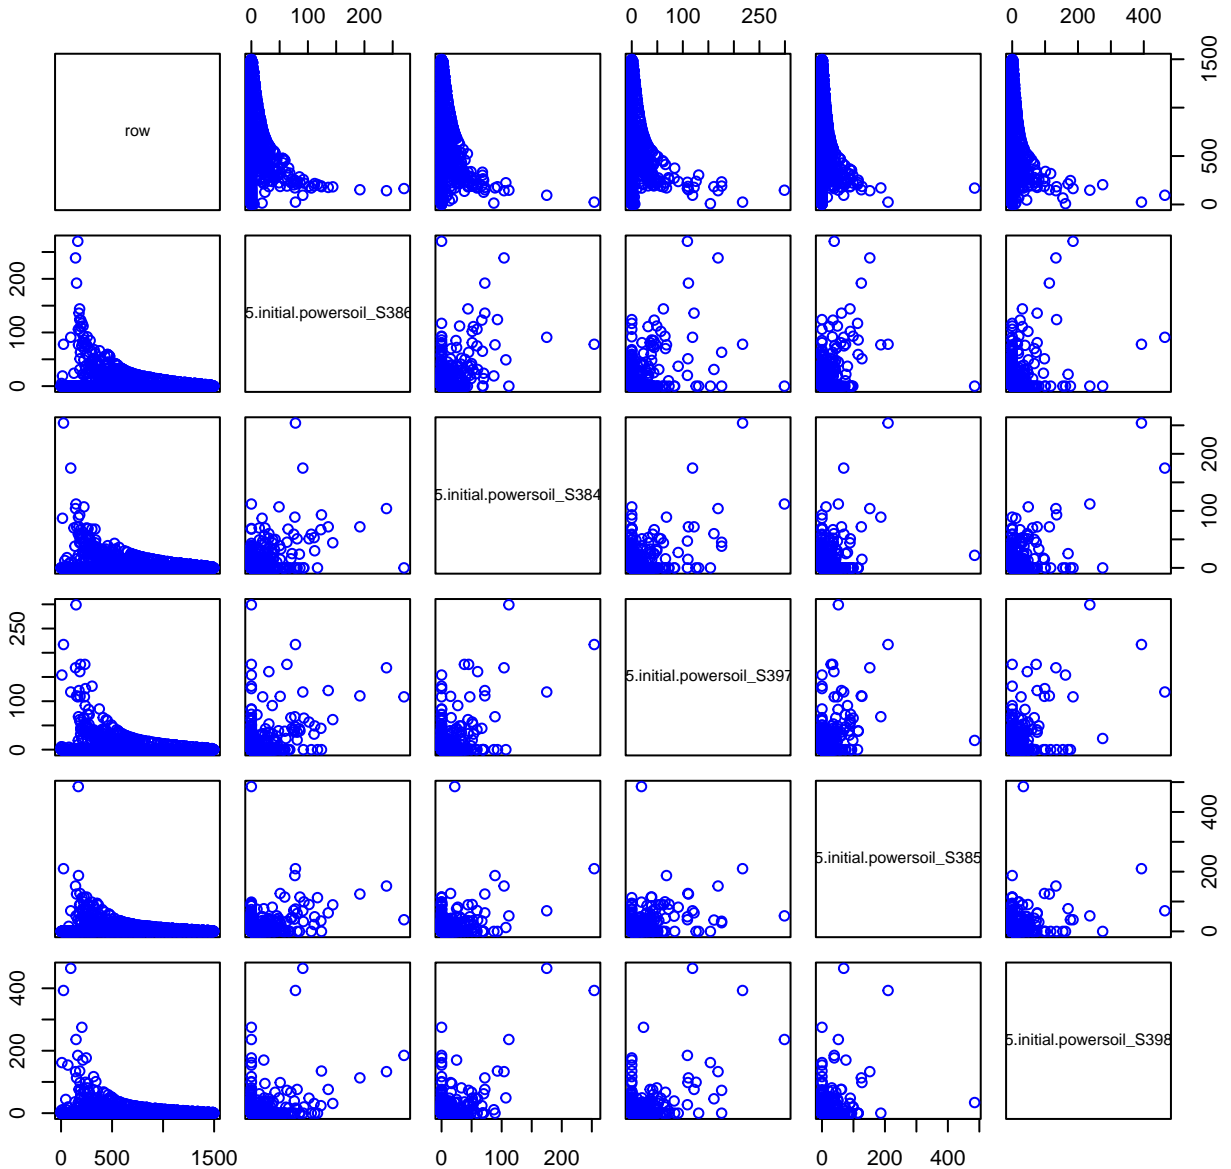 0 100
0 100 250
0 200 400
row
0 500 1500
0 100 200
5.initial.powersoil_S386
5.initial.powersoil_S384
0 100 200
0 100 250
5.initial.powersoil_S397
5.initial.powersoil_S385
0 200 400
0 200 400
5.initial.powersoil_S398
0 500 1500
0 100 200
0 200 400